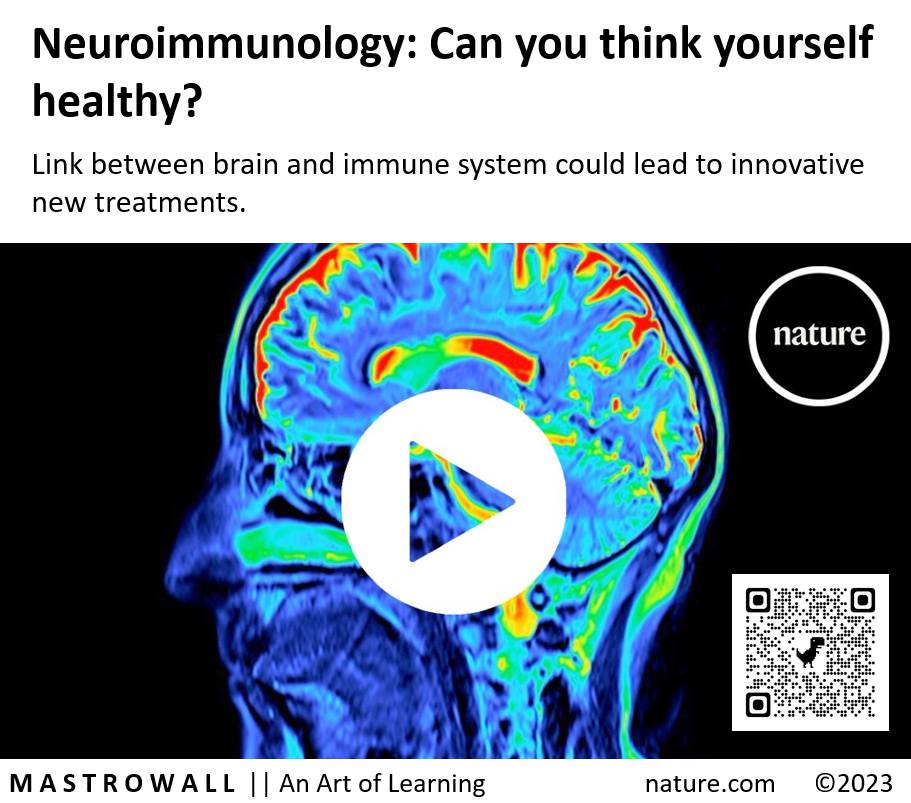 Neuroimmunology: Can you think yourself
healthy?
Link between brain and immune system could lead to innovative
new treatments.
nature
MASTROWALL || An Art of Learning
nature.com ©2023